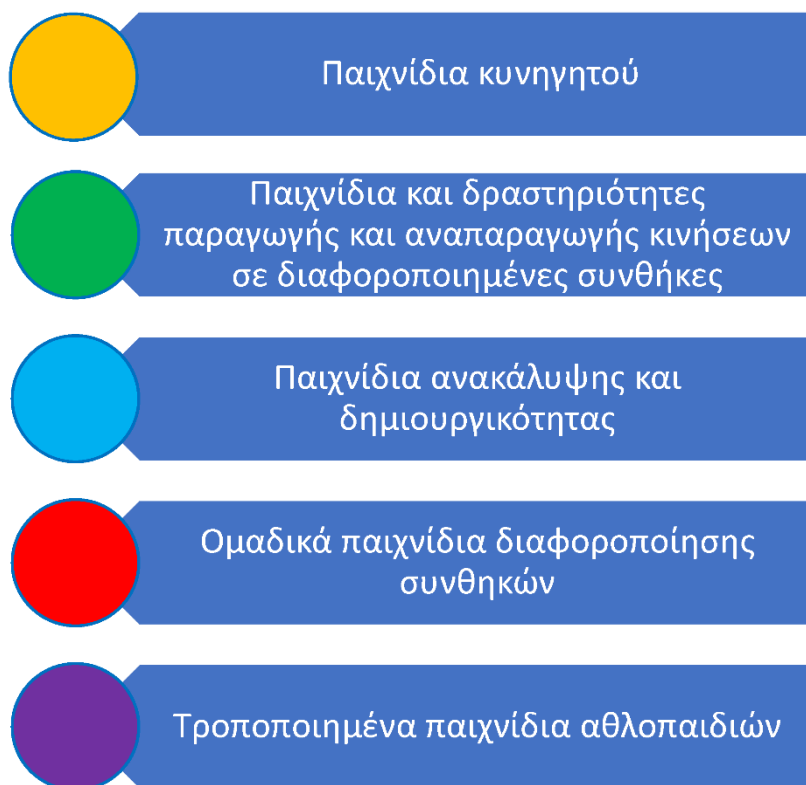 Παιχνίδια κυνηγητού
Παιχνίδια και δραστηριότητες
παραγωγής και αναπαραγωγής κινήσεων
σε διαφοροποιημένες συνθήκες
Παιχνίδια ανακάλυψης και
δημιουργικότητας
Ομαδικά παιχνίδια διαφοροποίησης
συνθηκών
Τροποποιημένα παιχνίδια αθλοπαιδιών